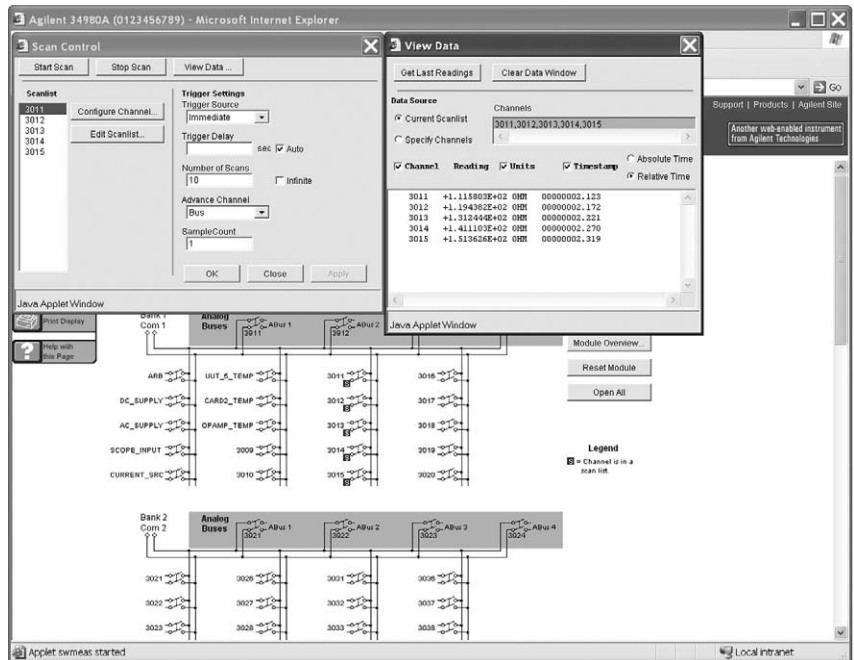 Agilent 34980A (0123456789) - Microsoft Internet Explorer
Go
Support | Products | Agilent Site
Another web-enabled instrument
from Agilent Technologies
Scan Control
Start Scan
Stop Scan
View Data ...
Scanlist
3011
3012
3013
3014
3015
Configure Channel...
Edit Scanlist...
Trigger Settings
Trigger Source
Immediate
Trigger Delay
sec Auto
Number of Scans
10
Infinite
Advance Channel
Bus
SampleCount
1
OK
Close
Apply
Java Applet Window
View Data
Get Last Readings
Clear Data Window
Data Source
Current Scanlist
Specify Channels
Channels
3011,3012,3013,3014,3015
Channel Reading Units Timestamp
Absolute Time
Relative Time
3011 +1.115803E+02 OHM 00000002.123
3012 +1.194382E+02 OHM 00000002.172
3013 +1.312444E+02 OHM 00000002.221
3014 +1.411103E+02 OHM 00000002.270
3015 +1.513626E+02 OHM 00000002.319
Java Applet Window
Print Display
Help with
this Page
Bank 1
Com 1
Analog
Buses
ABus 1
3911
ABus 2
3912
Module Overview...
Reset Module
Open All
ARB UUT_5_TEMP 3011 3016
DC_SUPPLY CARD2_TEMP 3012 3017
AC_SUPPLY OPAMP_TEMP 3013 3018
SCOPE_INPUT 3009 3014 3019
CURRENT_SRC 3010 3015 3020
S
S
S
S
S
Legend
S = Channel is in a
scan list.
Bank 2
Com 2
Analog
Buses
ABus 1
3921
ABus 2
3922
ABus 3
3923
ABus 4
3924
3021 3026 3031 3036
3022 3027 3032 3037
3023 3028 3033 3038
Applet swmeas started
Local intranet